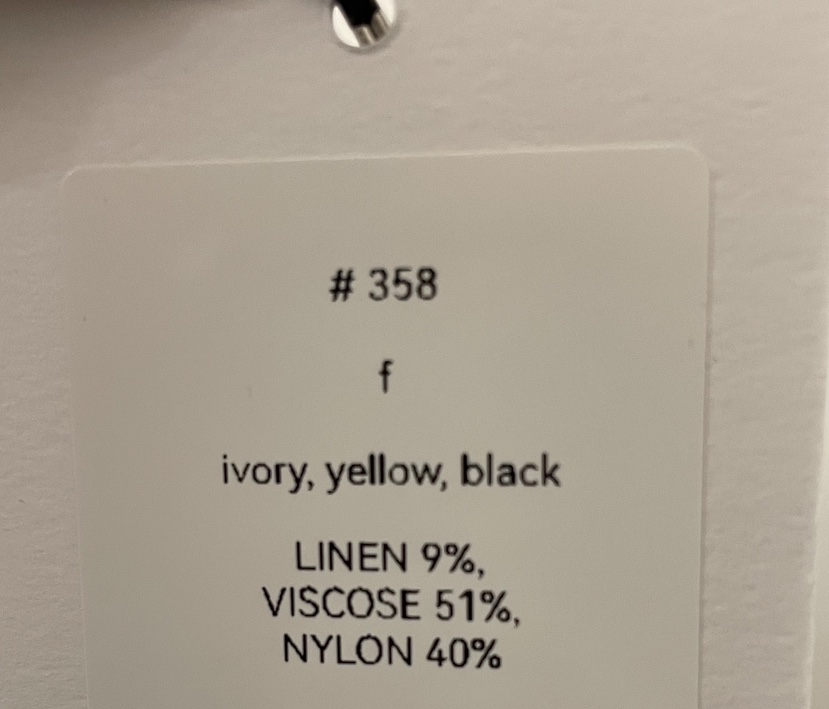 # 358
f
ivory, yellow, black
LINEN 9%,
VISCOSE 51%,
NYLON 40%